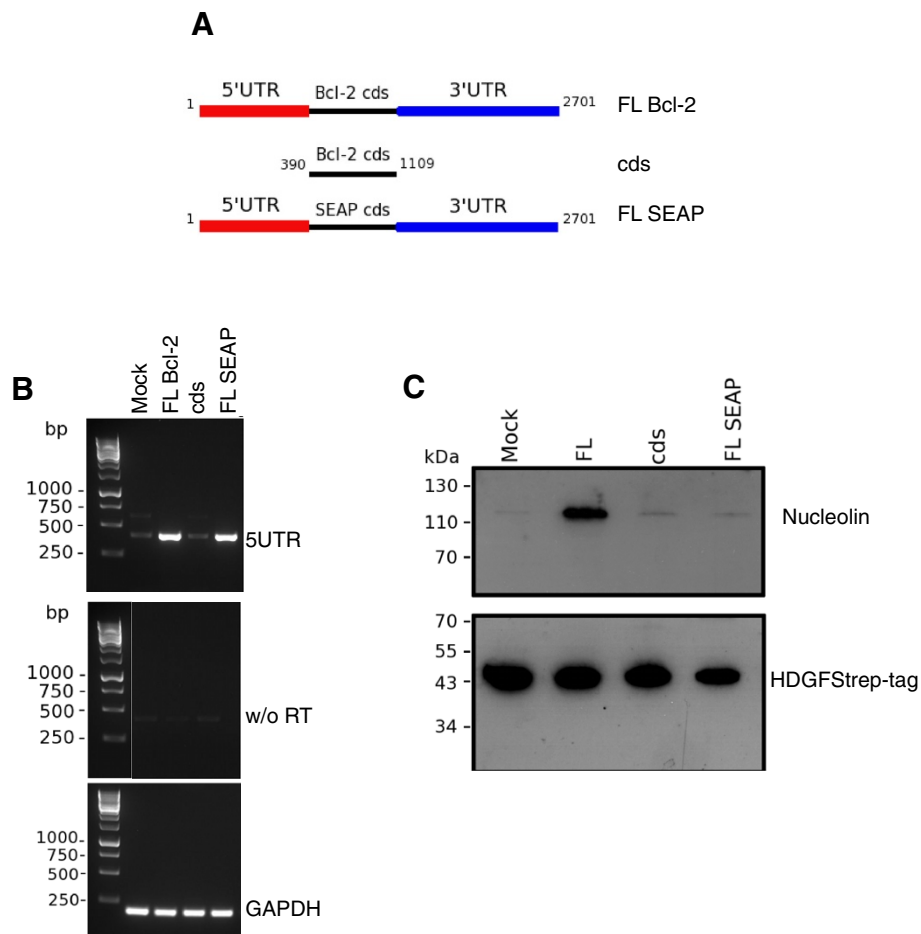 A
5'UTR Bcl-2 cds 3'UTR
1 2701 FL Bcl-2
Bcl-2 cds
390 1109 cds
5'UTR SEAP cds 3'UTR
1 2701 FL SEAP
B
Mock FL Bcl-2 cds FL SEAP
bp
1000
750
500
250
5UTR
bp
1000
750
500
250
w/o RT
1000
750
500
250
GAPDH
C
Mock FL cds FL SEAP
kDa
130
110
70
Nucleolin
70
55
43
34
HDGFStrep-tag